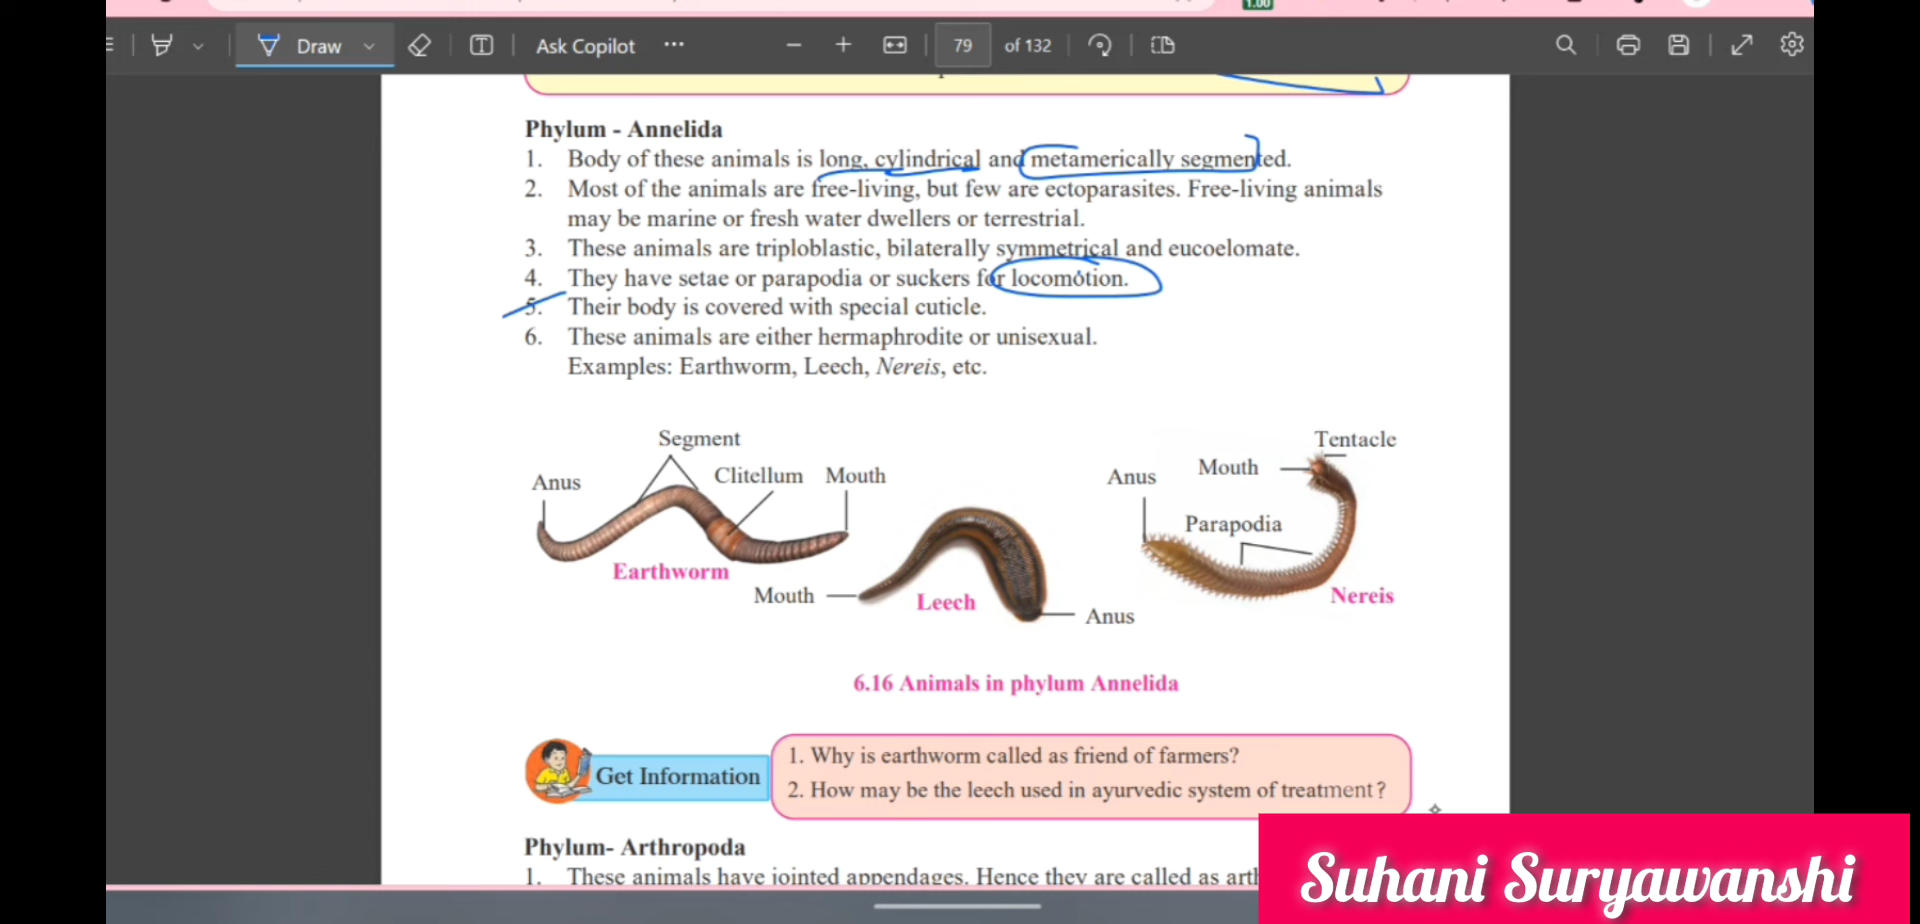 1.00
Draw
Ask Copilot
79 of 132
Phylum - Annelida
1. Body of these animals is long, cylindrical and metamerically segmented.
2. Most of the animals are free-living, but few are ectoparasites. Free-living animals
may be marine or fresh water dwellers or terrestrial.
3. These animals are triploblastic, bilaterally symmetrical and eucoelomate.
4. They have setae or parapodia or suckers for locomotion.
5. Their body is covered with special cuticle.
6. These animals are either hermaphrodite or unisexual.
Examples: Earthworm, Leech, Nereis, etc.
Segment
Anus
Clitellum
Mouth
Earthworm
Mouth
Leech
Anus
Tentacle
Mouth
Anus
Parapodia
Nereis
6.16 Animals in phylum Annelida
Get Information
1. Why is earthworm called as friend of farmers?
2. How may be the leech used in ayurvedic system of treatment?
Phylum- Arthropoda
1. These animals have jointed appendages. Hence they are called as
Suhani Suryawanshi